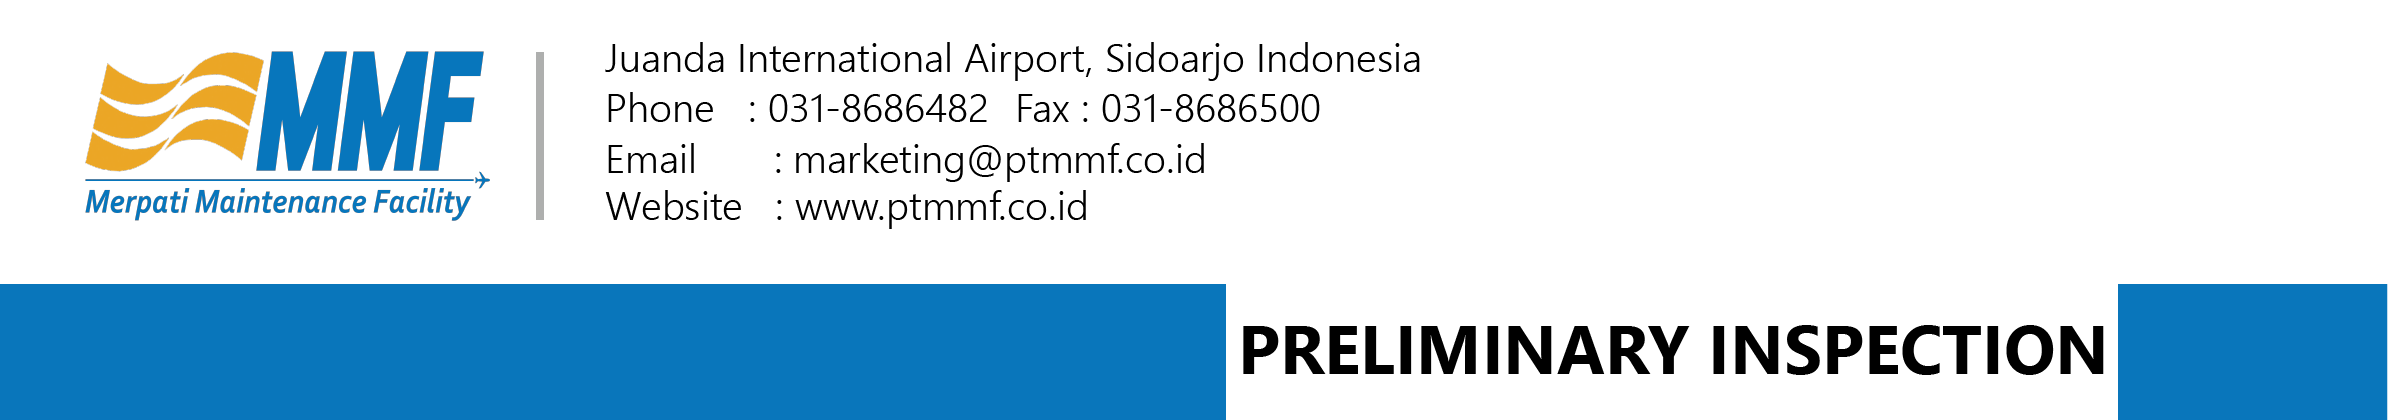 MMF
Merpati Maintenance Facility
Juanda International Airport, Sidoarjo Indonesia
Phone : 031-8686482 Fax : 031-8686500
Email : marketing@ptmmf.co.id
Website : www.ptmmf.co.id
PRELIMINARY INSPECTION